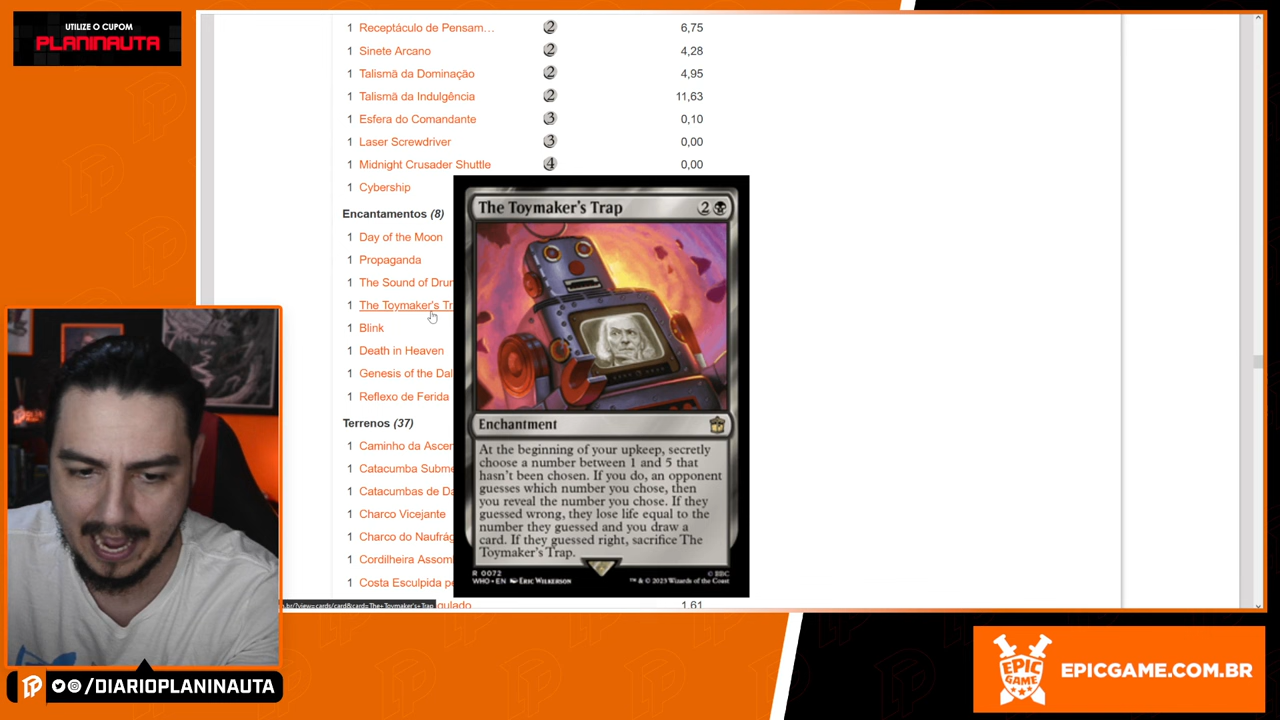 UTILIZE O CUPOM
PLANINAUTA
1 Receptáculo de Pensam… 2 6,75
1 Sinete Arcano 2 4,28
1 Talismã da Dominação 2 4,95
1 Talismã da Indulgência 2 11,63
1 Esfera do Comandante 3 0,10
1 Laser Screwdriver 3 0,00
1 Midnight Crusader Shuttle 4 0,00
1 Cybership
Encantamentos (8)
1 Day of the Moon
1 Propaganda
1 The Sound of Drur
1 The Toymaker's Tr
1 Blink
1 Death in Heaven
1 Genesis of the Dal
1 Reflexo de Ferida
Terrenos (37)
1 Caminho da Ascer
1 Catacumba Subme
1 Catacumbas de Da
1 Charco Vicejante
1 Charco do Naufrág
1 Cordilheira Assom
1 Costa Esculpida pe
gulado 1,61
The Toymaker's Trap 2
Enchantment
At the beginning of your upkeep, secretly
choose a number between 1 and 5 that
hasn't been chosen. If you do, an opponent
guesses which number you chose, then
you reveal the number you chose. If they
guessed wrong, they lose life equal to the
number they guessed and you draw a
card. If they guessed right, sacrifice The
Toymaker's Trap.
R 0072
WHO • EN ERIC WILKERSON
© BBC
™ & © 2023 Wizards of the Coast
/DIARIOPLANINAUTA
EPIC
GAME
EPICGAME.COM.BR